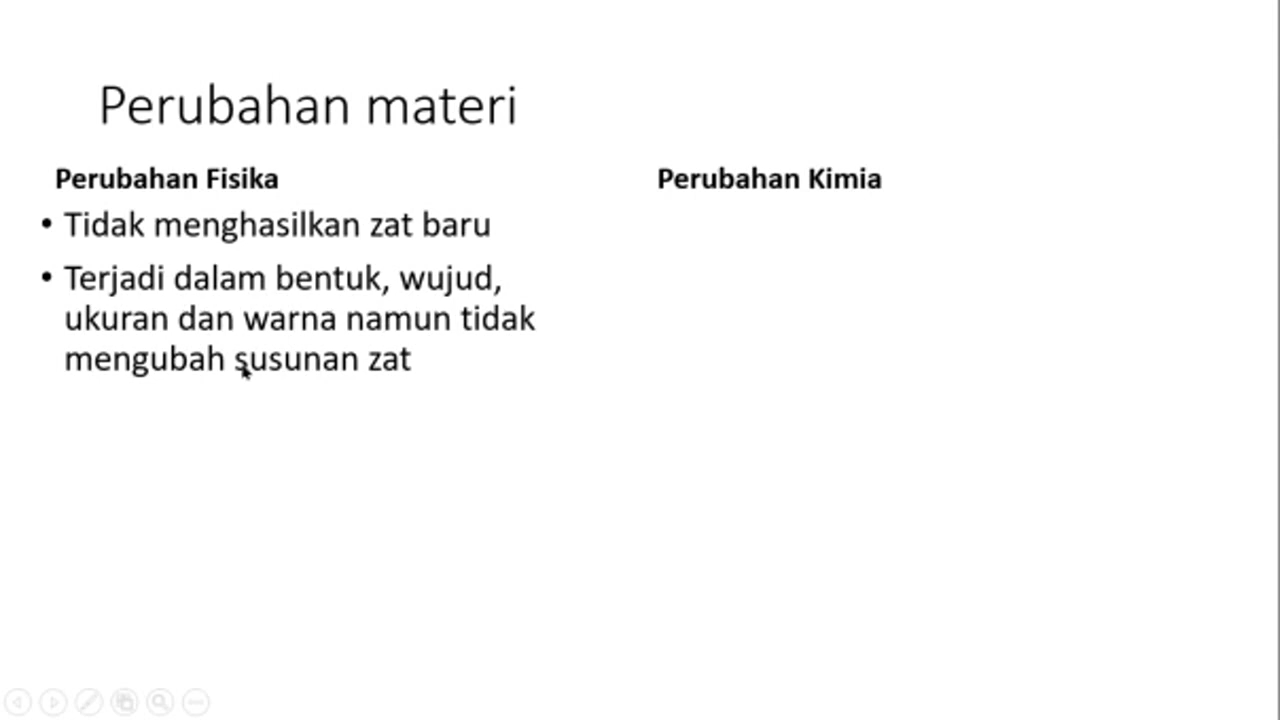 Perubahan materi
Perubahan Fisika
• Tidak menghasilkan zat baru
• Terjadi dalam bentuk, wujud,
ukuran dan warna namun tidak
mengubah susunan zat
Perubahan Kimia